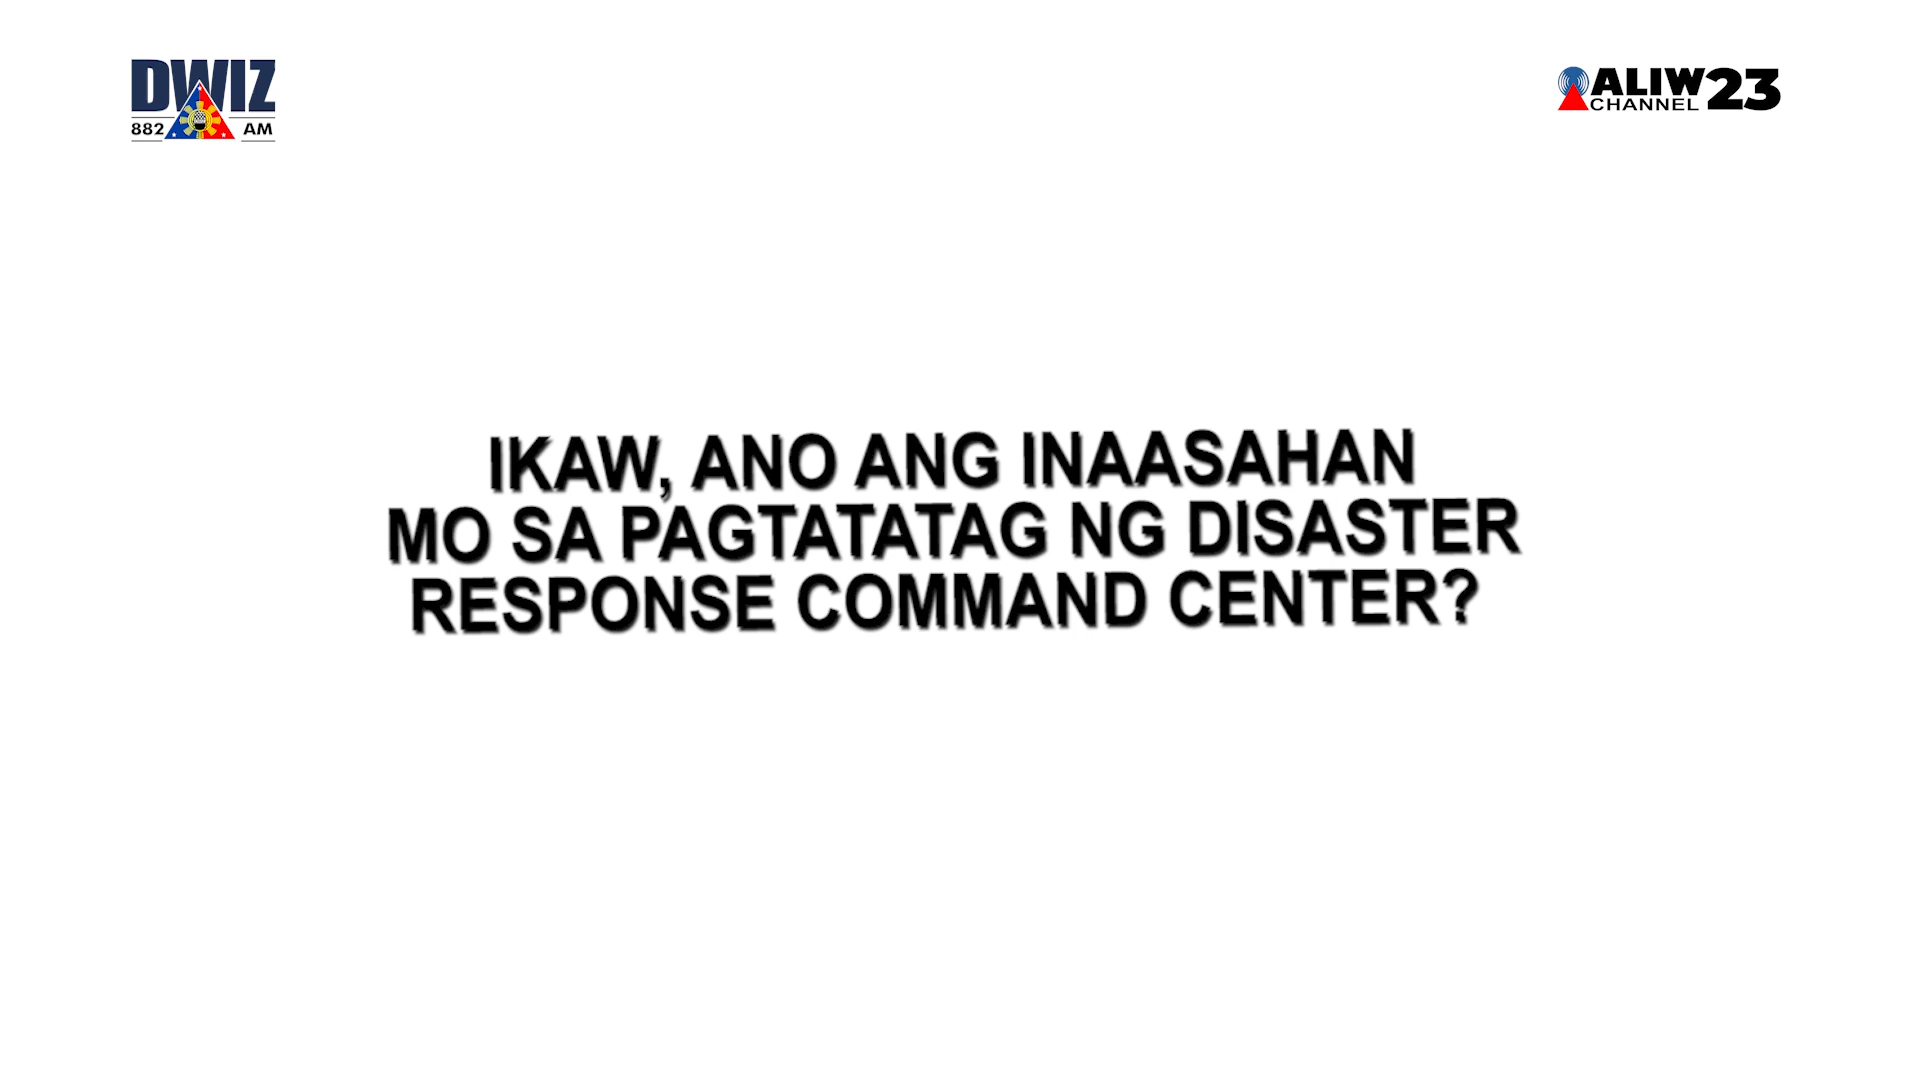 DWIZ
882 AM
ALIW 23
CHANNEL
IKAW, ANO ANG INAASAHAN
MO SA PAGTATATAG NG DISASTER
RESPONSE COMMAND CENTER?